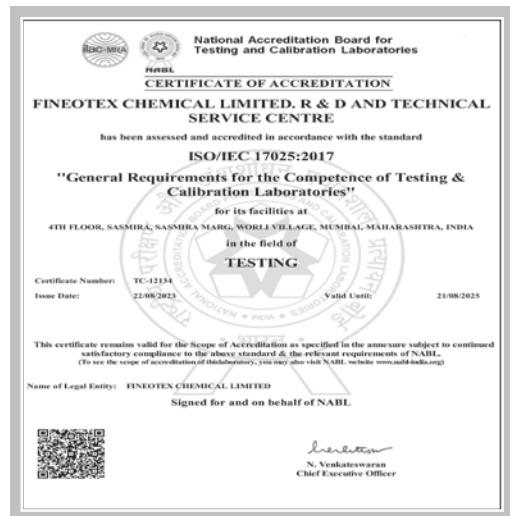 ilac-MRA
NABL
National Accreditation Board for
Testing and Calibration Laboratories
CERTIFICATE OF ACCREDITATION
FINEOTEX CHEMICAL LIMITED. R & D AND TECHNICAL
SERVICE CENTRE
has been assessed and accredited in accordance with the standard
ISO/IEC 17025:2017
"General Requirements for the Competence of Testing &
Calibration Laboratories"
for its facilities at
4TH FLOOR, SASMIRA, SASMIRA MARG, WORLI VILLAGE, MUMBAI, MAHARASHTRA, INDIA
in the field of
TESTING
Certificate Number: TC-12134
Issue Date: 22/08/2023 Valid Until: 21/08/2025
This certificate remains valid for the Scope of Accreditation as specified in the annexure subject to continued
satisfactory compliance to the above standard & the relevant requirements of NABL.
(To see the scope of accreditation of this laboratory, you may also visit NABL website www.nabl-india.org)
Name of Legal Entity: FINEOTEX CHEMICAL LIMITED
Signed for and on behalf of NABL
N. Venkateswaran
Chief Executive Officer